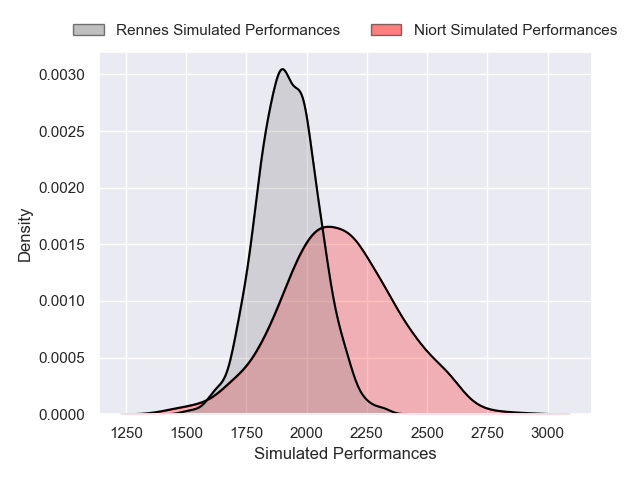 Rennes Simulated Performances Niort Simulated Performances
0.0030
0.0025
0.0020
0.0015
0.0010
0.0005
0.0000
Density
1250 1500 1750 2000 2250 2500 2750 3000
Simulated Performances